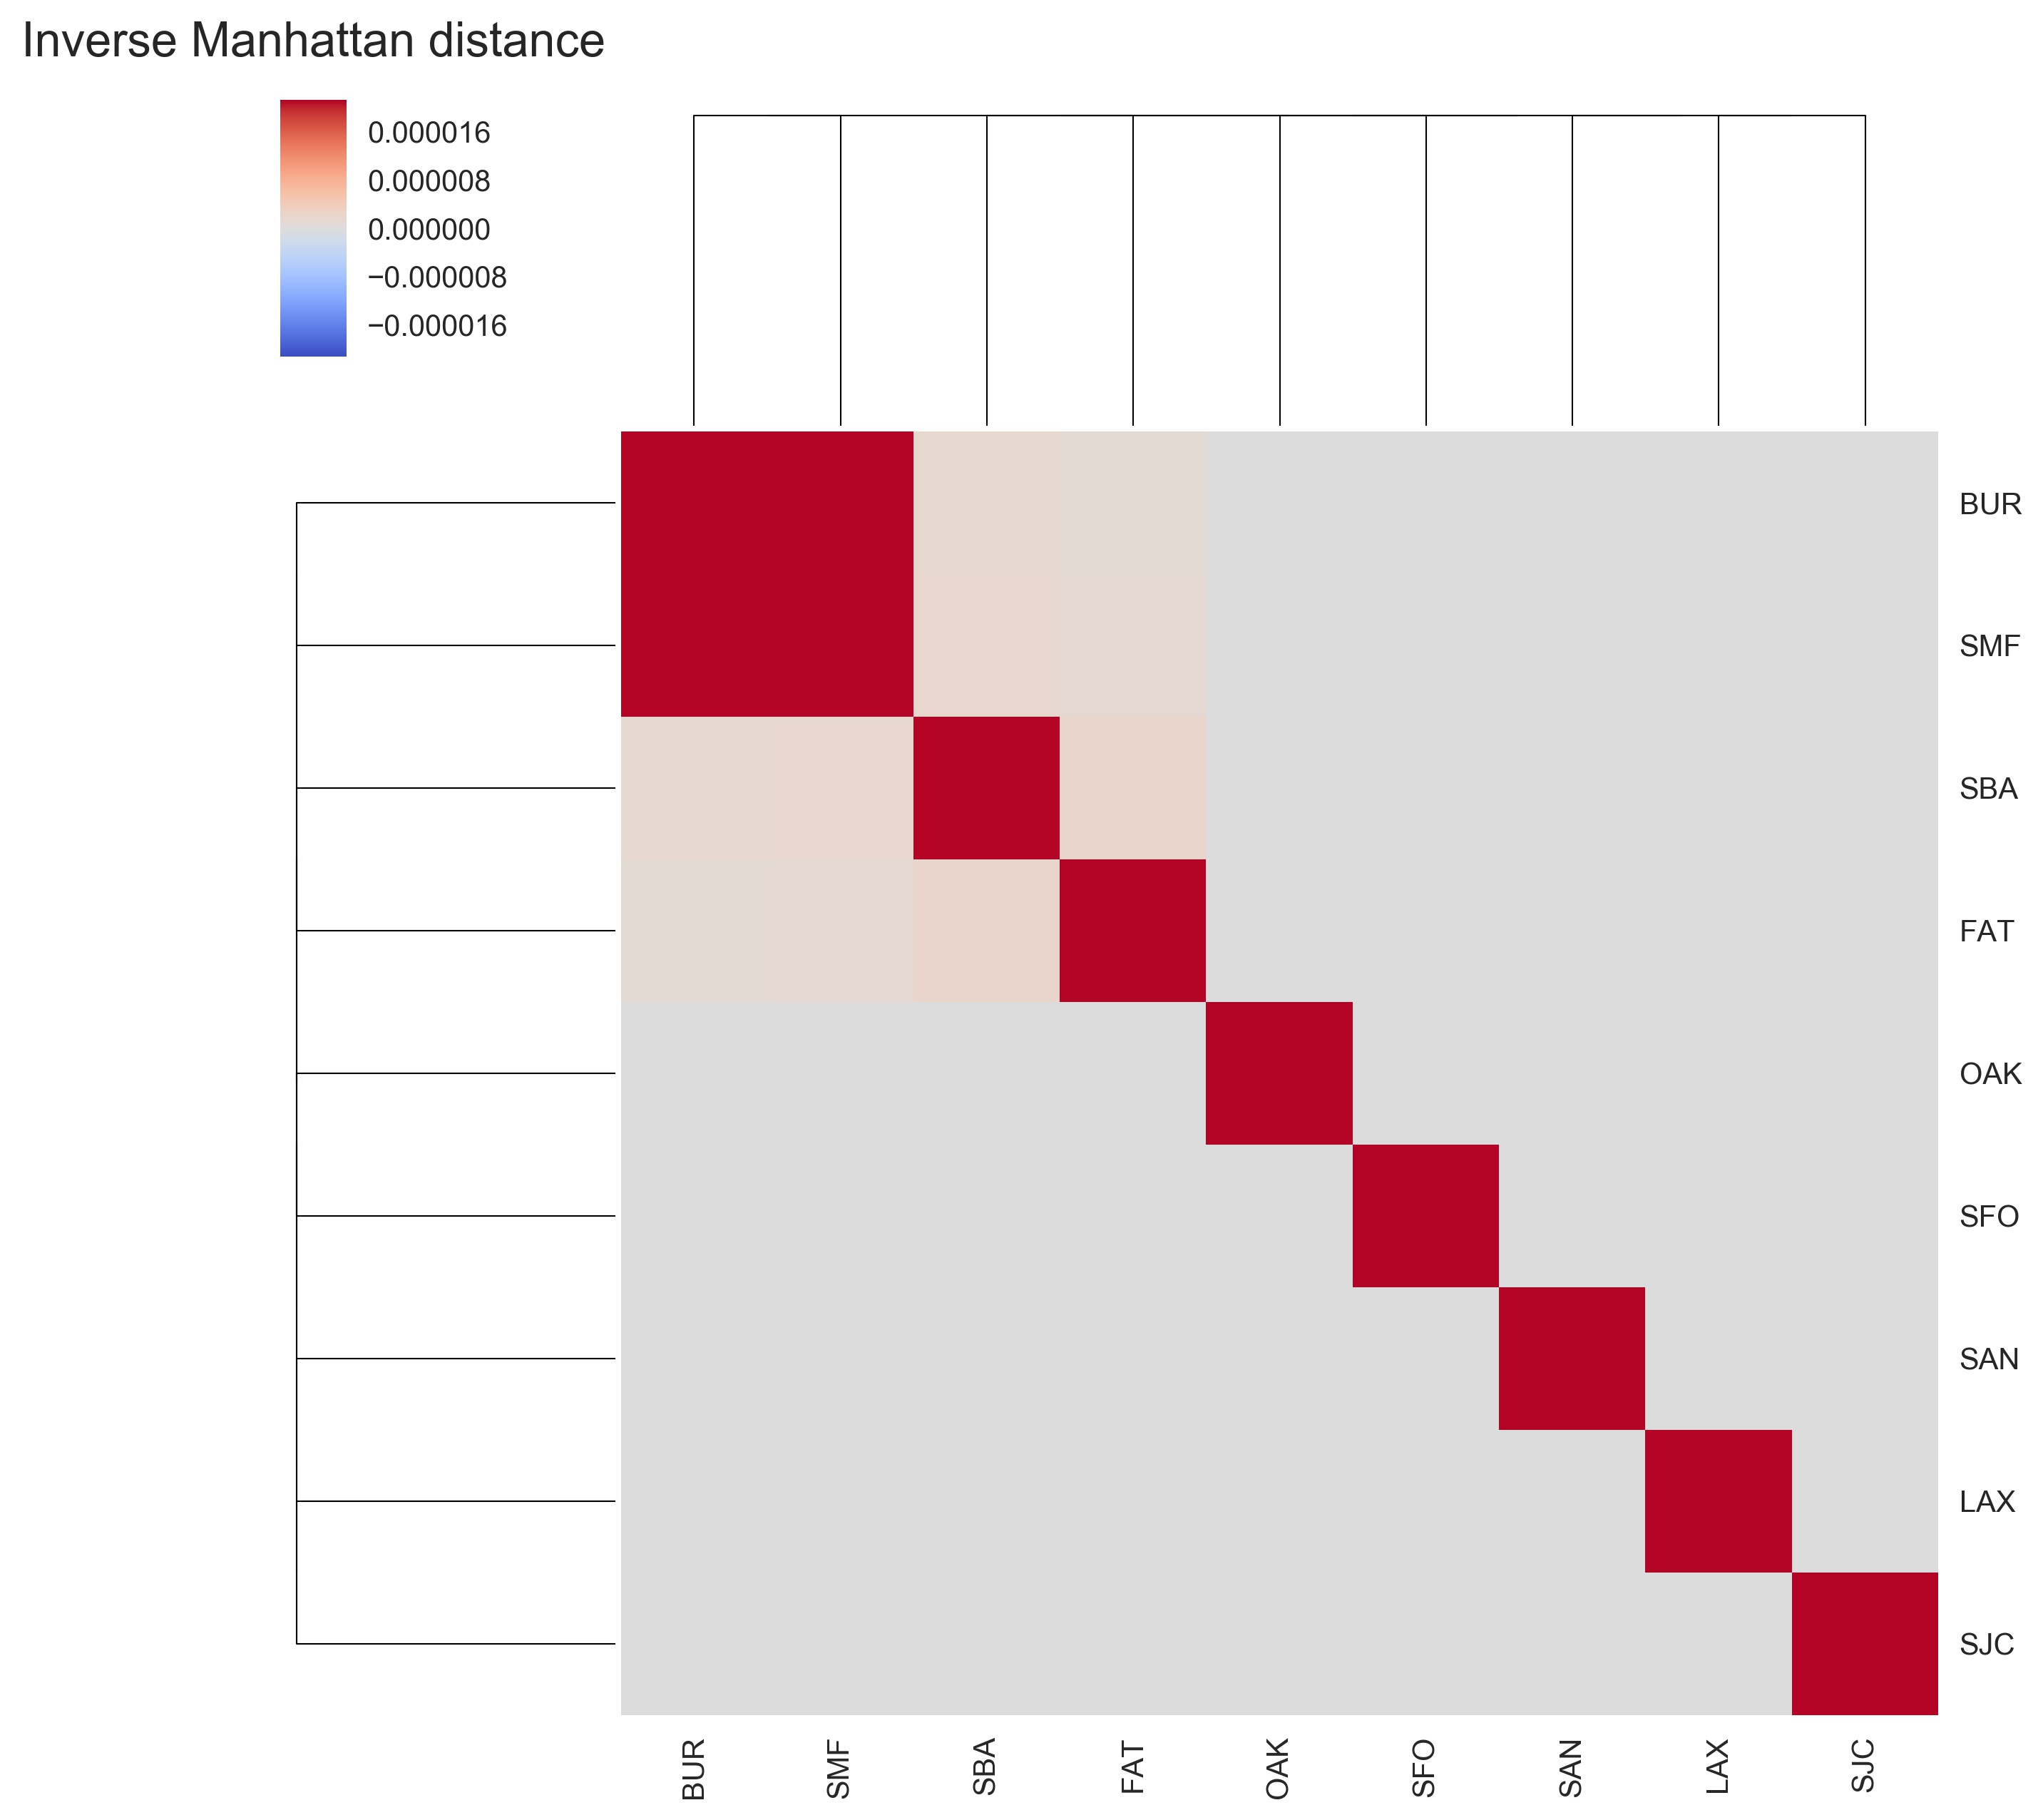 Inverse Manhattan distance
0.000016
0.000008
0.000000
−0.000008
−0.000016
BUR
SMF
SBA
FAT
OAK
SFO
SAN
LAX
SJC
BUR
SMF
SBA
FAT
OAK
SFO
SAN
LAX
SJC